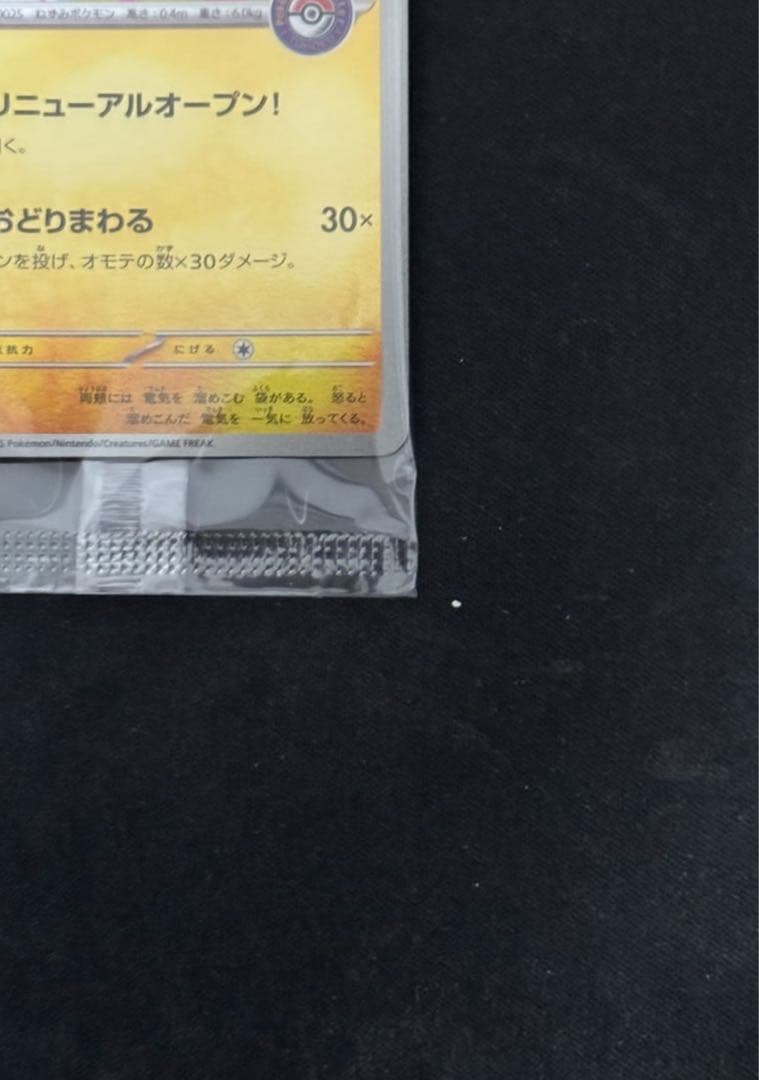 0025 ねずみポケモン 高さ:0.4m 重さ:6.0kg
リニューアルオープン!
引く。
おどりまわる 30×
ンを投げ、オモテの数×30ダメージ。
抵抗力 にげる
両頬には 電気を 溜めこむ 袋がある。 怒ると
溜めこんだ 電気を 一気に 放ってくる。
Pokémon/Nintendo/Creatures/GAME FREAK